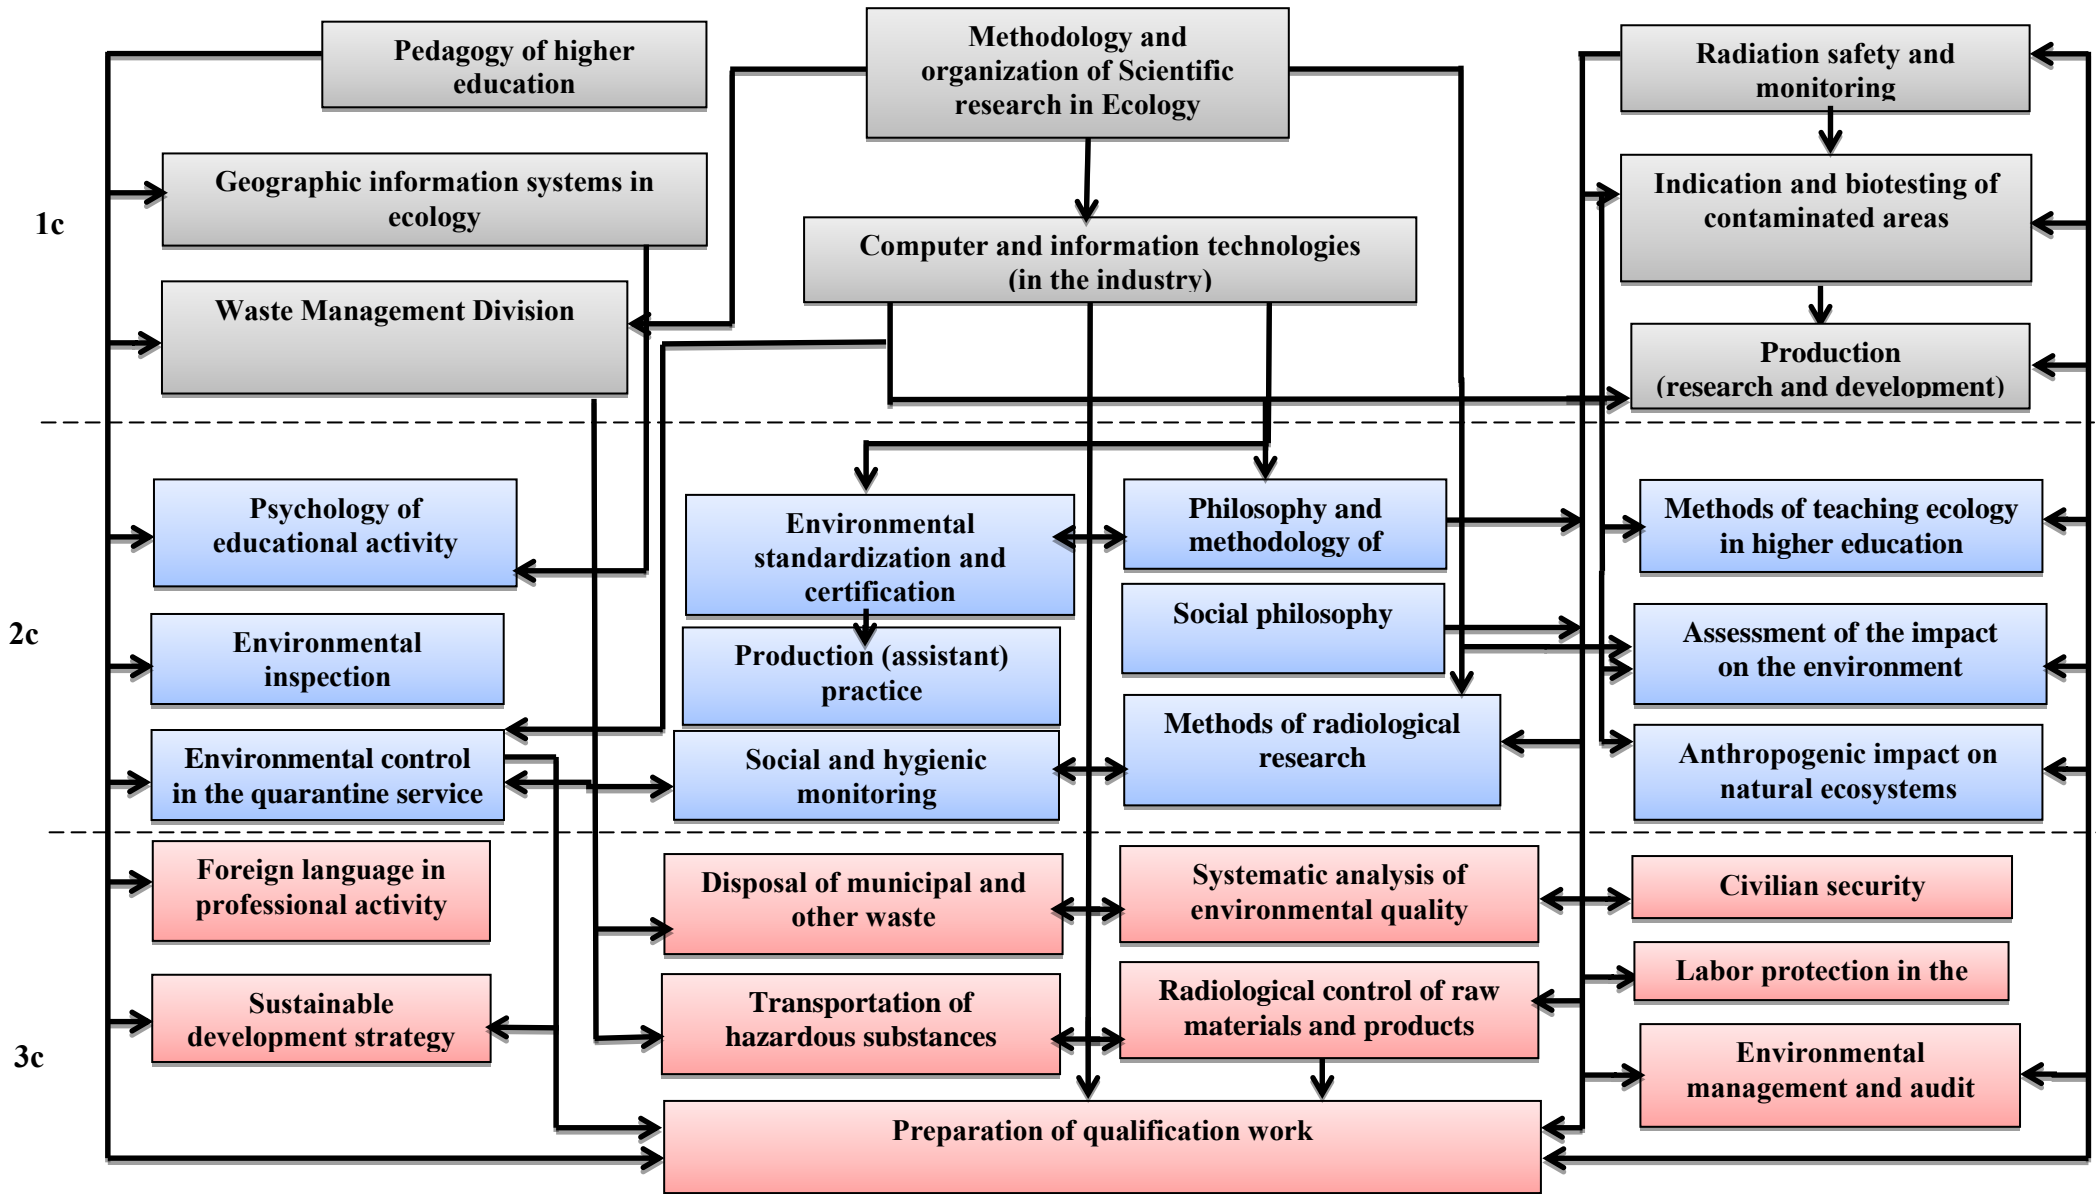 Pedagogy of higher
education
Methodology and
organization of Scientific
research in Ecology
Radiation safety and
monitoring
1c
Geographic information systems in
ecology
Computer and information technologies
(in the industry)
Indication and biotesting of
contaminated areas
Waste Management Division
Production
(research and development)
2c
Psychology of
educational activity
Environmental
standardization and
certification
Philosophy and
methodology of
Methods of teaching ecology
in higher education
Environmental
inspection
Production (assistant)
practice
Social philosophy
Assessment of the impact
on the environment
Environmental control
in the quarantine service
Social and hygienic
monitoring
Methods of radiological
research
Anthropogenic impact on
natural ecosystems
3c
Foreign language in
professional activity
Disposal of municipal and
other waste
Systematic analysis of
environmental quality
Civilian security
Sustainable
development strategy
Transportation of
hazardous substances
Radiological control of raw
materials and products
Labor protection in the
Environmental
management and audit
Preparation of qualification work